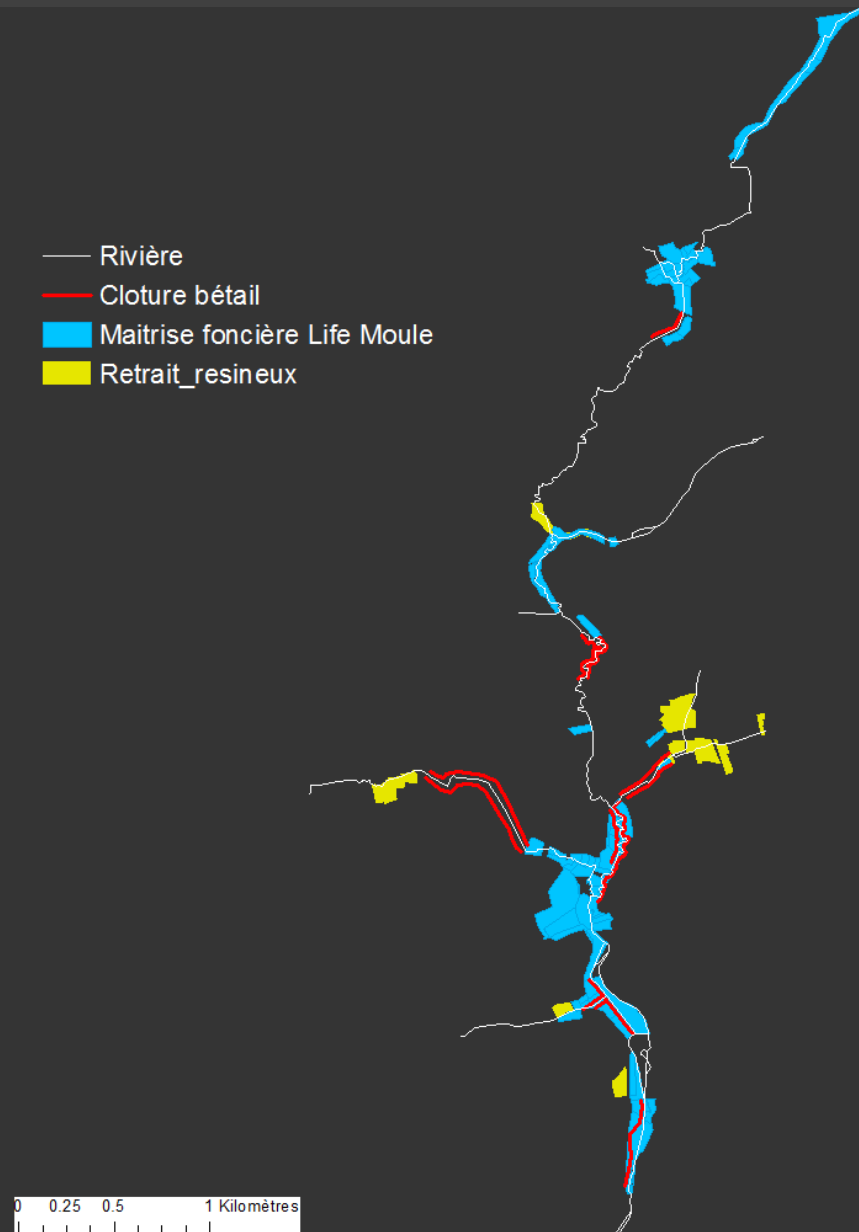 Rivière
Cloture bétail
Maitrise foncière Life Moule
Retrait_resineux
0 0.25 0.5 1 Kilomètres